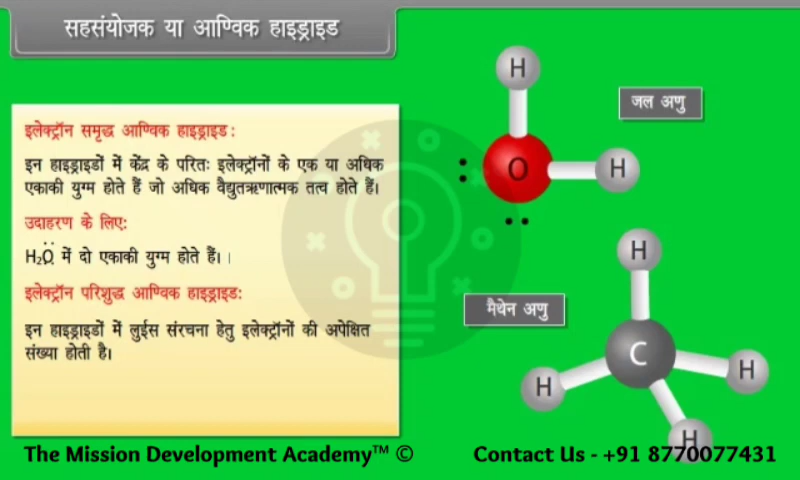 सहसंयोजक या आण्विक हाइड्राइड
इलेक्ट्रॉन समृद्ध आण्विक हाइड्राइड :
इन हाइड्राइडों में केंद्र के परितः इलेक्ट्रॉनों के एक या अधिक
एकाकी युग्म होते हैं जो अधिक वैद्युतऋणात्मक तत्व होते हैं।
उदाहरण के लिए:
H₂O में दो एकाकी युग्म होते हैं। ।
इलेक्ट्रॉन परिशुद्ध आण्विक हाइड्राइड:
इन हाइड्राइडों में लुईस संरचना हेतु इलेक्ट्रॉनों की अपेक्षित
संख्या होती है।
H
जल अणु
O
H
H
मैथेन अणु
C
H
H
H
The Mission Development Academy™ ©
Contact Us - +91 8770077431